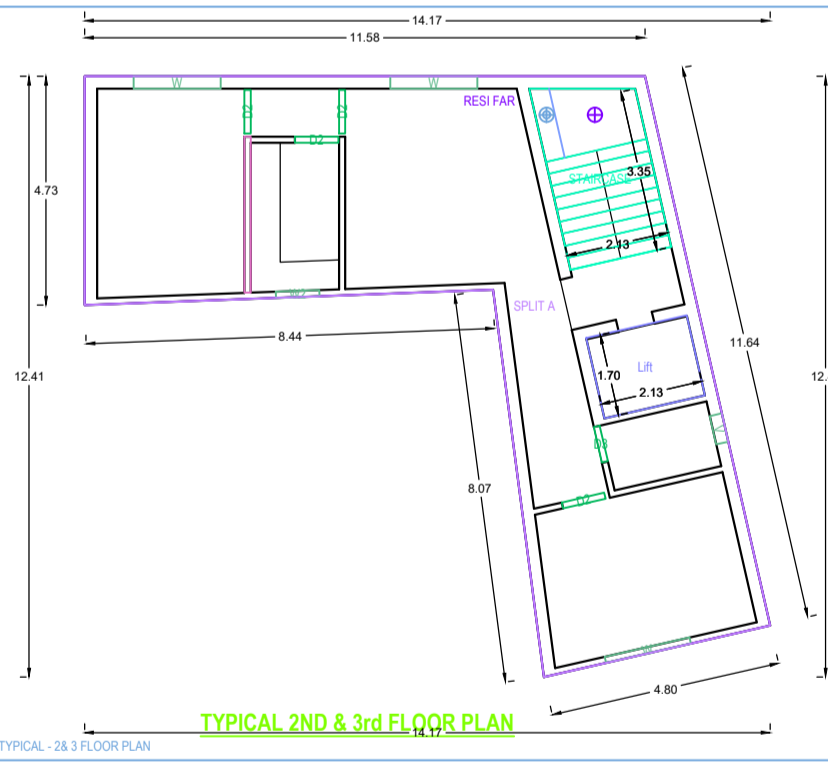 14.17
11.58
W
W
RESI FAR
D2
D2
D2
4.73
3.35
STAIRCASE
2.13
SPLIT A
8.44
12.41
11.64
Lift
1.70
2.13
D3
8.07
D2
W
4.80
TYPICAL 2ND & 3rd FLOOR PLAN
14.17
TYPICAL - 2& 3 FLOOR PLAN